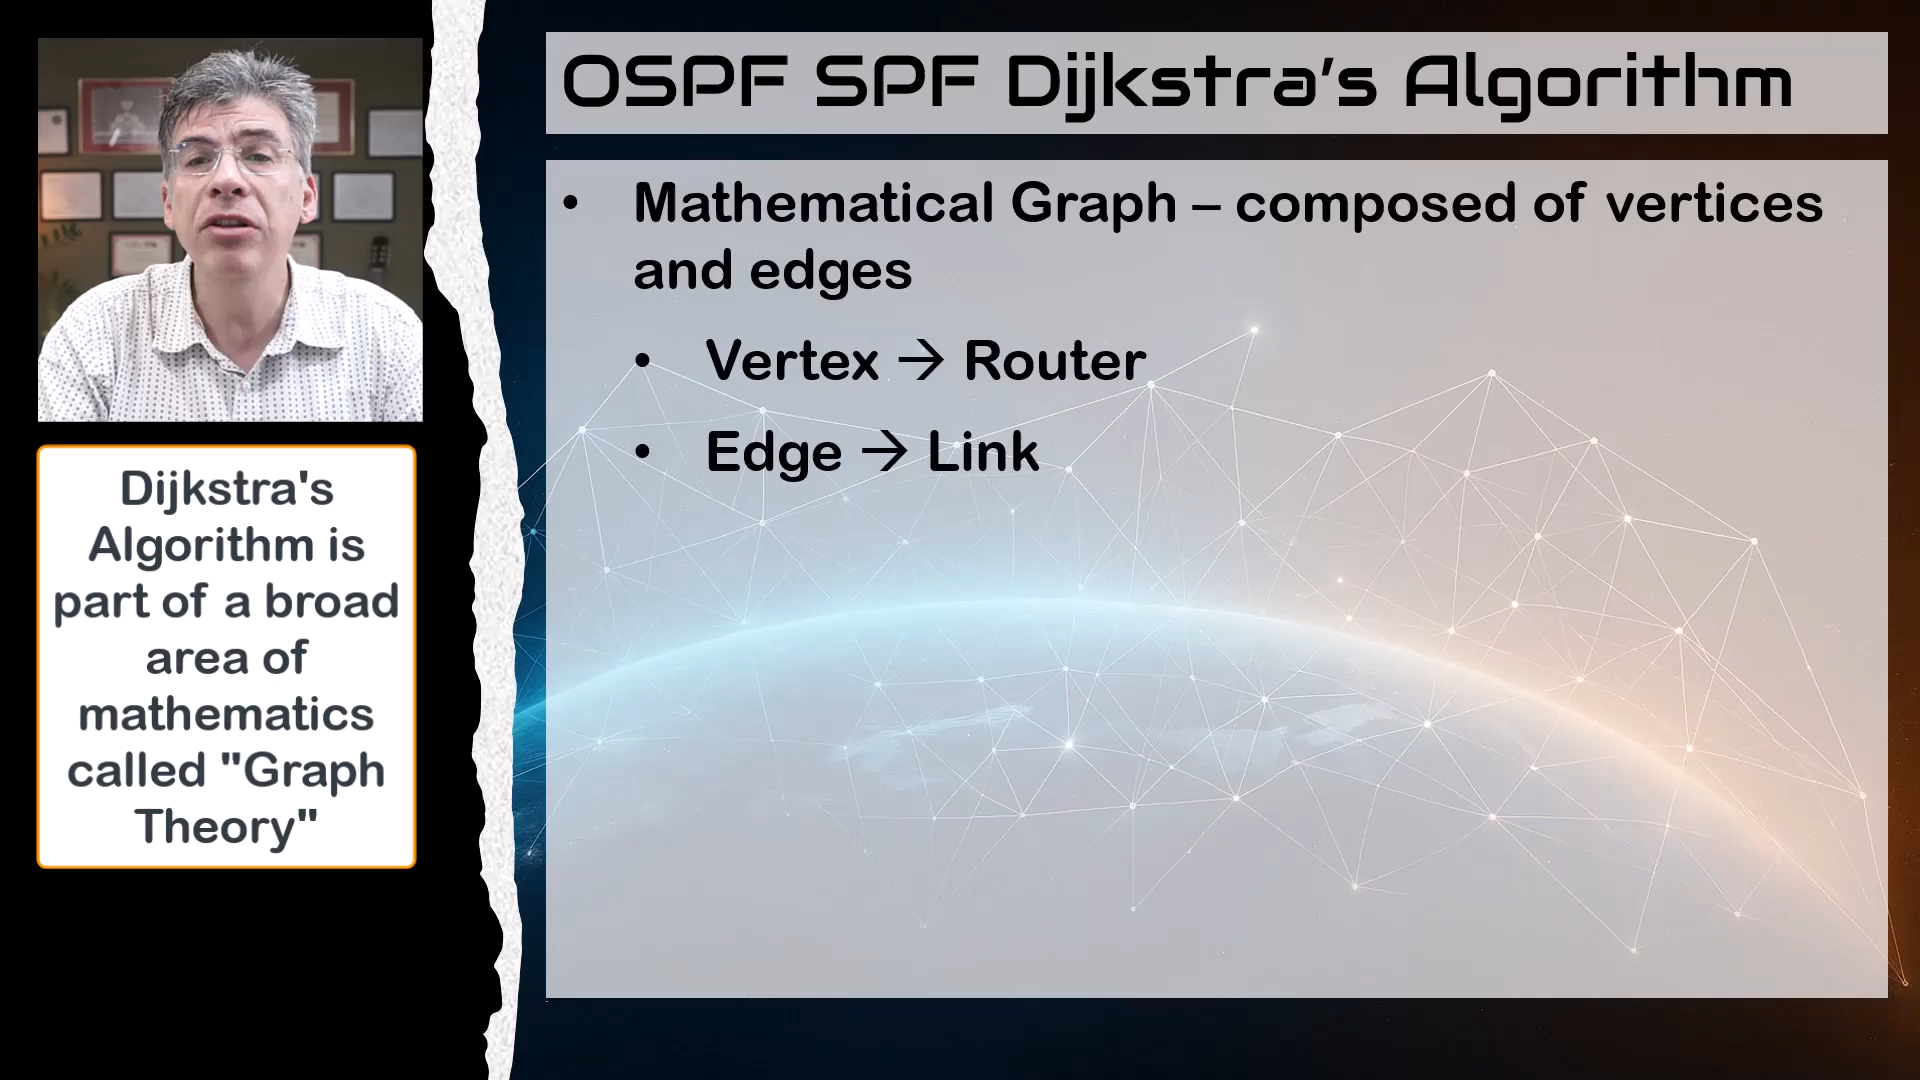 OSPF SPF Dijkstra's Algorithm
• Mathematical Graph – composed of vertices
and edges
• Vertex → Router
• Edge → Link
Dijkstra's
Algorithm is
part of a broad
area of
mathematics
called "Graph
Theory"